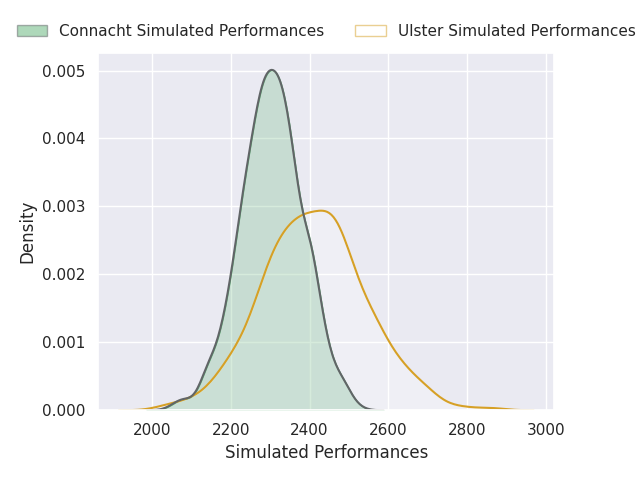 Connacht Simulated Performances Ulster Simulated Performances
0.005
0.004
0.003
0.002
0.001
0.000
Density
2000 2200 2400 2600 2800 3000
Simulated Performances